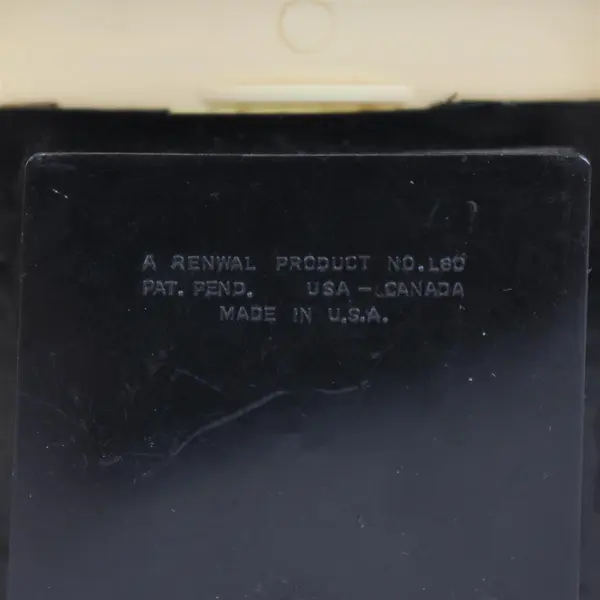 A RENWAL PRODUCT NO. L80
PAT. PEND. USA - CANADA
MADE IN U.S.A.